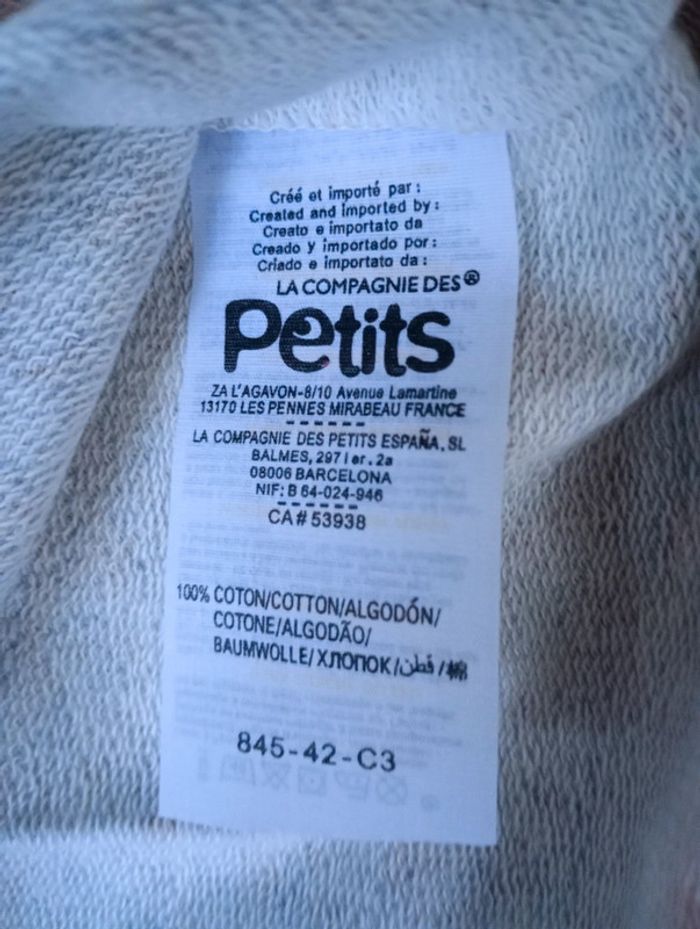 Créé et importé par :
Created and imported by :
Creato e importato da
Creado y importado por :
Criado e importato da :
LA COMPAGNIE DES®
Petits
ZA L'AGAVON-8/10 Avenue Lamartine
13170 LES PENNES MIRABEAU FRANCE
LA COMPAGNIE DES PETITS ESPAÑA, SL
BALMES, 297 1 er. 2a
08006 BARCELONA
NIF: B 64-024-946
CA # 53938
100% COTON/COTTON/ALGODÓN/
COTONE/ALGODÃO/
BAUMWOLLE/ХЛОПОК/قطن/棉
845-42-C3